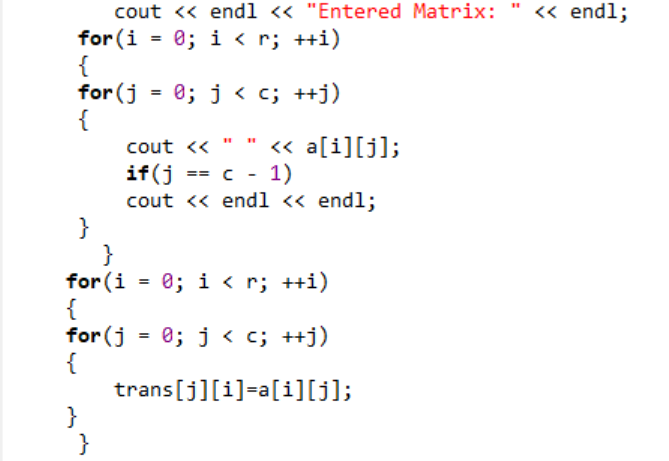 cout << endl << "Entered Matrix: " << endl;
for(i = 0; i < r; ++i)
{
for(j = 0; j < c; ++j)
{
cout << " " << a[i][j];
if(j == c - 1)
cout << endl << endl;
}
}
for(i = 0; i < r; ++i)
{
for(j = 0; j < c; ++j)
{
trans[j][i]=a[i][j];
}
}